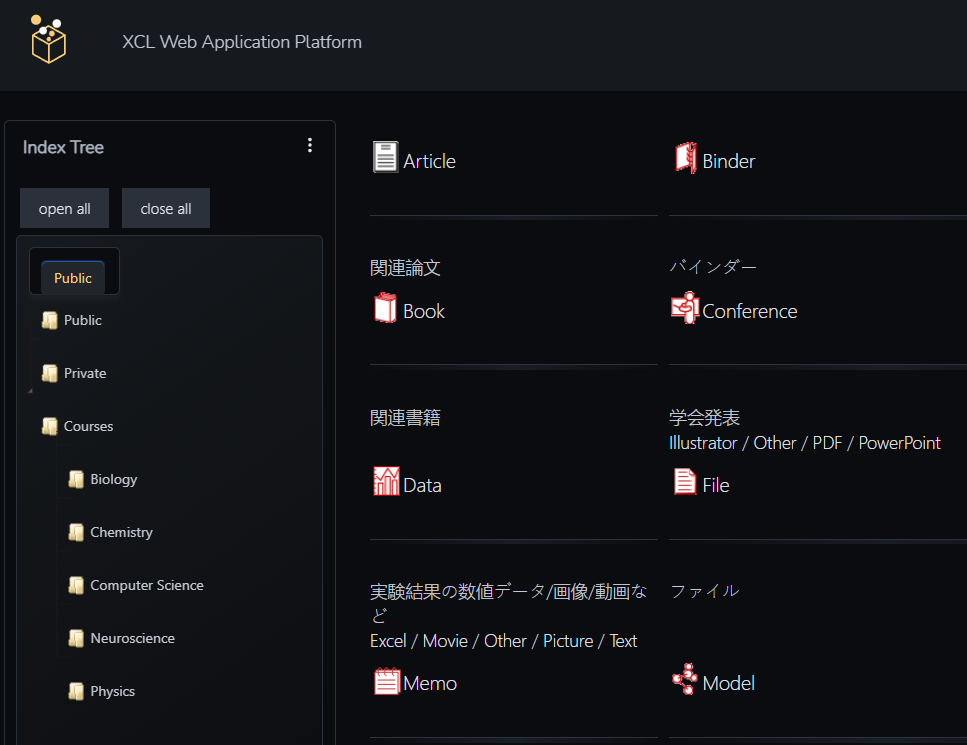 XCL Web Application Platform
Index Tree
open all
close all
Public
Public
Private
Courses
Biology
Chemistry
Computer Science
Neuroscience
Physics
Article
Binder
関連論文
バインダー
Book
Conference
関連書籍
学会発表
Illustrator / Other / PDF / PowerPoint
Data
File
実験結果の数値データ/画像/動画な
ど
Excel / Movie / Other / Picture / Text
ファイル
Memo
Model